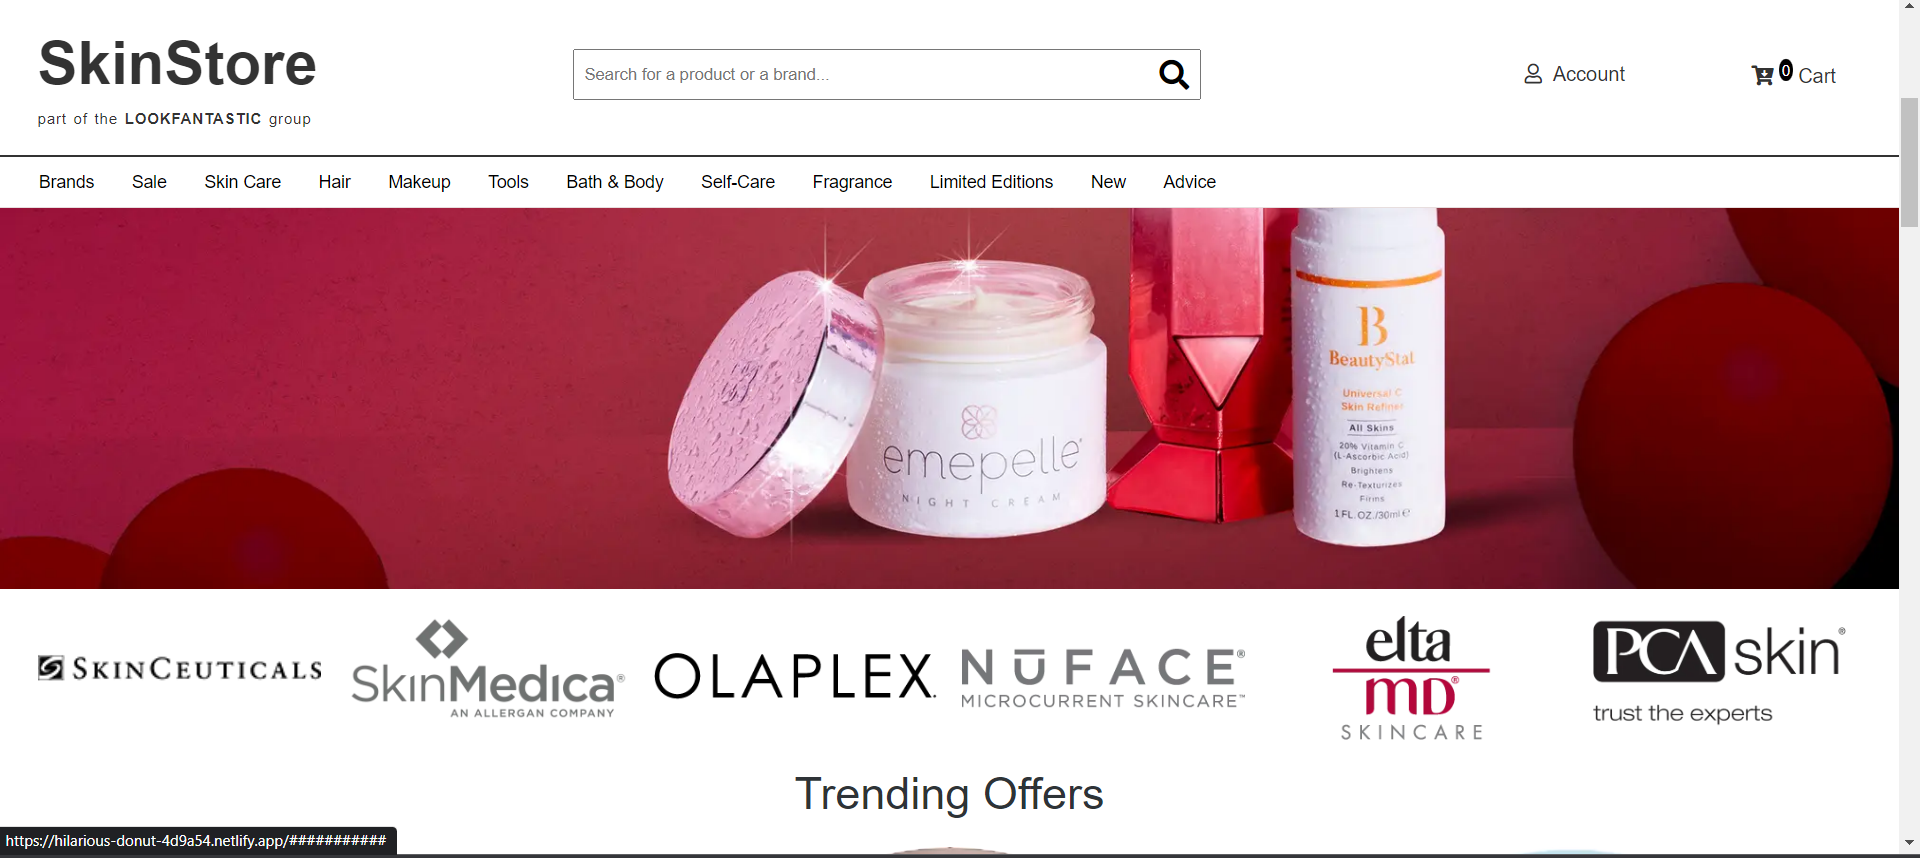 SkinStore
part of the LOOKFANTASTIC group
Search for a product or a brand...
Account
0 Cart
Brands Sale Skin Care Hair Makeup Tools Bath & Body Self-Care Fragrance Limited Editions New Advice
emepelle®
NIGHT CREAM
B
BeautyStat
Universal C
Skin Refiner
All Skins
20% Vitamin C
(L-Ascorbic Acid)
Brightens
Re-Texturizes
Firms
1 FL. OZ./30ml ℮
SKINCEUTICALS
SkinMedica®
AN ALLERGAN COMPANY
OLAPLEX.
NŪFACE®
MICROCURRENT SKINCARE™
elta
MD®
SKINCARE
PCA skin®
trust the experts
Trending Offers
https://hilarious-donut-4d9a54.netlify.app/###########